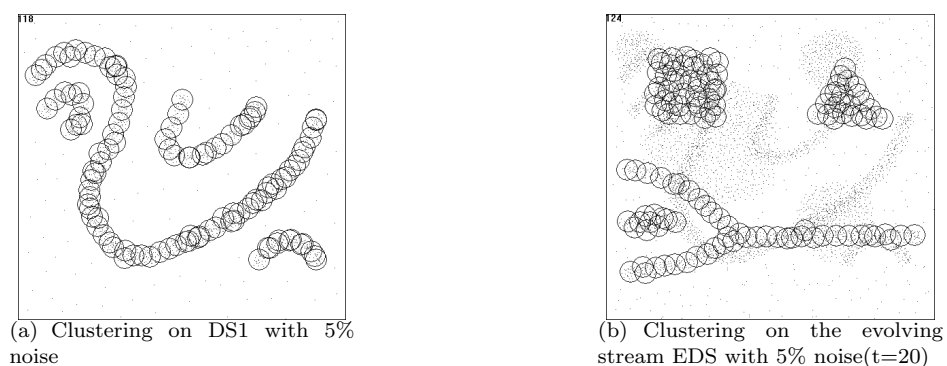 118
(a) Clustering on DS1 with 5%
noise
124
(b) Clustering on the evolving
stream EDS with 5% noise(t=20)